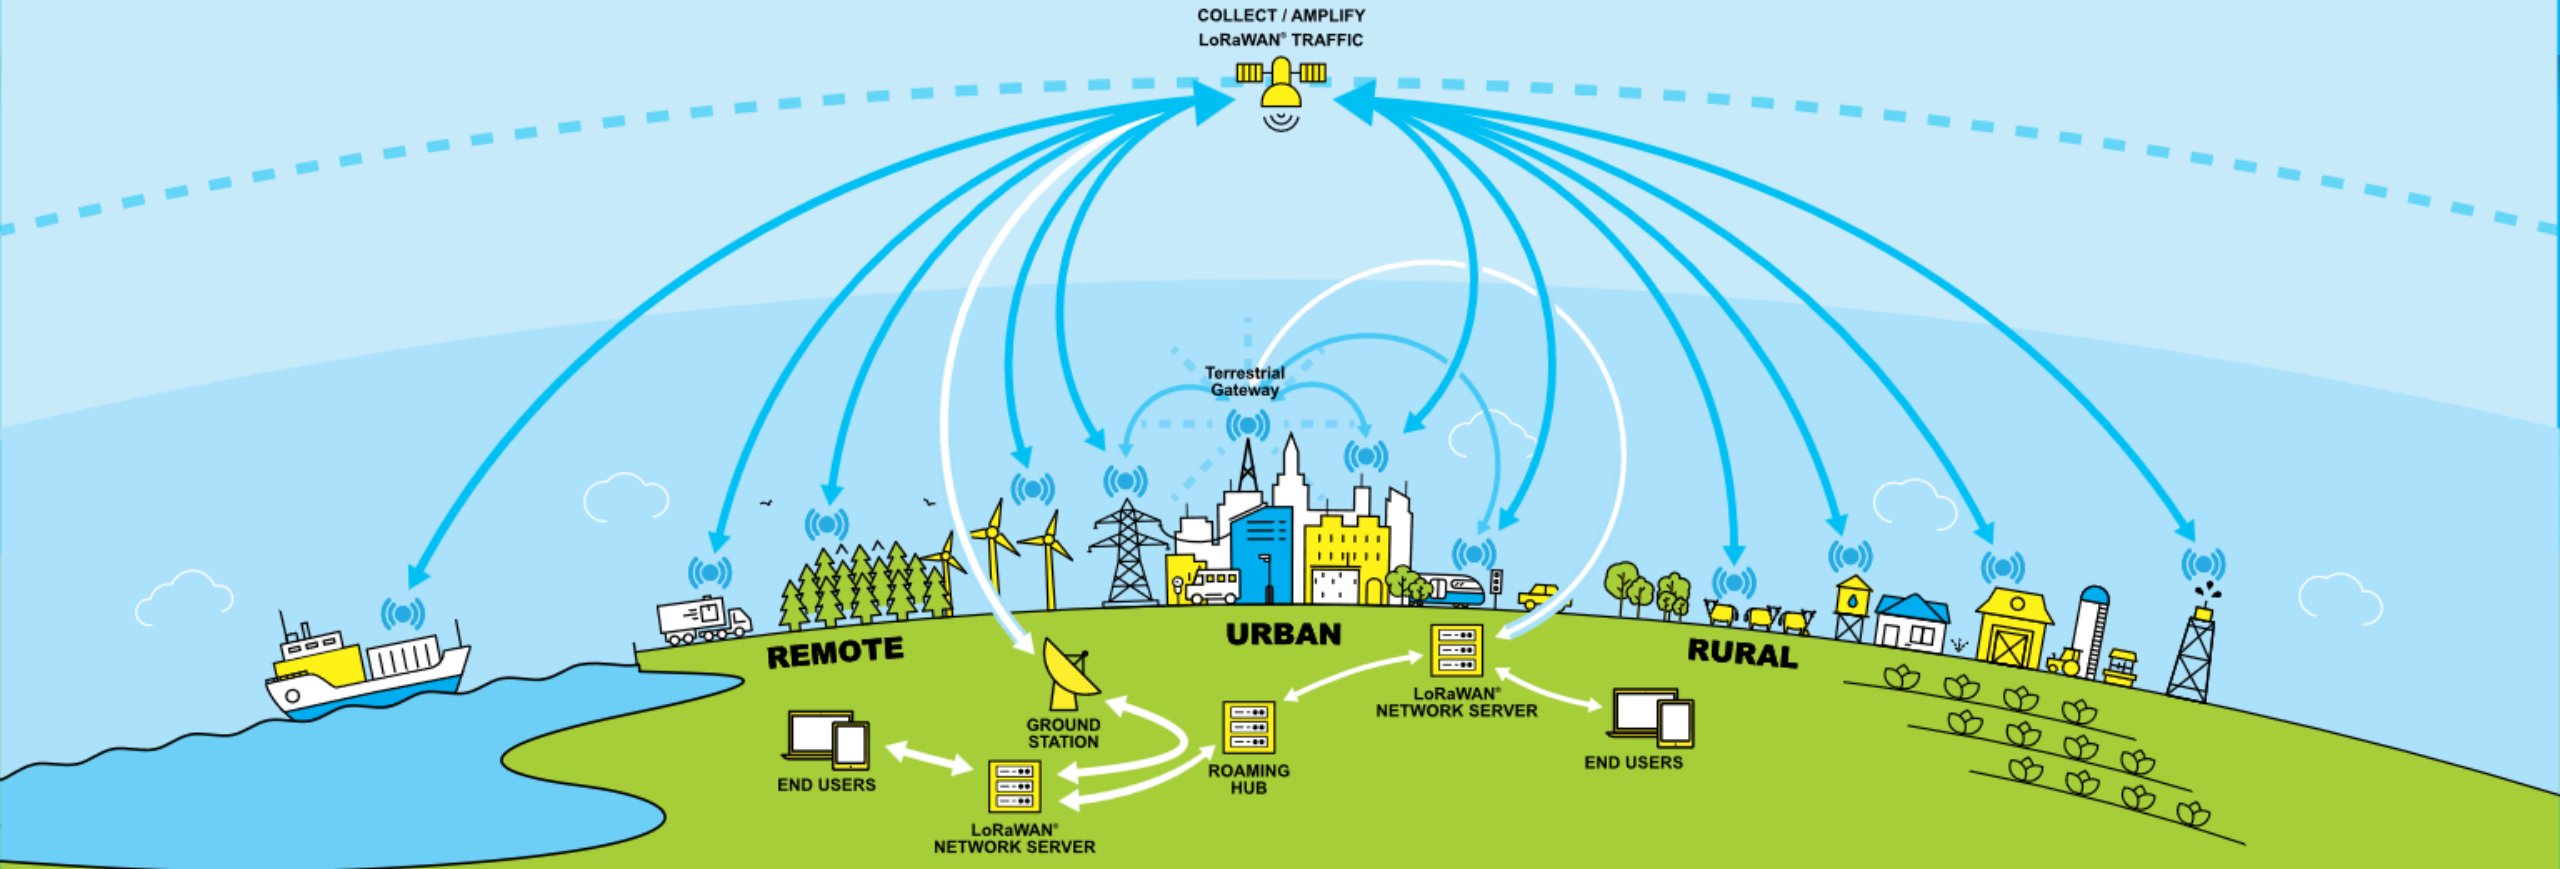 COLLECT / AMPLIFY
LoRaWAN® TRAFFIC
Terrestrial
Gateway
REMOTE
URBAN
RURAL
GROUND
STATION
LoRaWAN®
NETWORK SERVER
END USERS
ROAMING
HUB
END USERS
LoRaWAN®
NETWORK SERVER